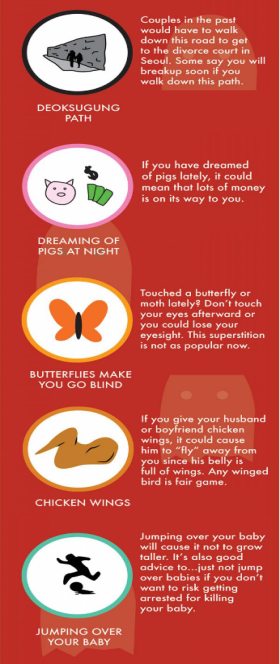 Couples in the past
would have to walk
down this road to get
to the divorce court in
Seoul. Some say you will
breakup soon if you
walk down this path.
DEOKSUGUNG
PATH
If you have dreamed
of pigs lately, it could
mean that lots of money
is on its way to you.
$
DREAMING OF
PIGS AT NIGHT
Touched a butterfly or
moth lately? Don't touch
your eyes afterward or
you could lose your
eyesight. This superstition
is not as popular now.
BUTTERFLIES MAKE
YOU GO BLIND
If you give your husband
or boyfriend chicken
wings, it could cause
him to "fly" away from
you since his belly is
full of wings. Any winged
bird is fair game.
CHICKEN WINGS
Jumping over your baby
will cause it not to grow
taller. It's also good
advice to...just not jump
over babies if you don't
want to risk getting
arrested for killing
your baby.
JUMPING OVER
YOUR BABY